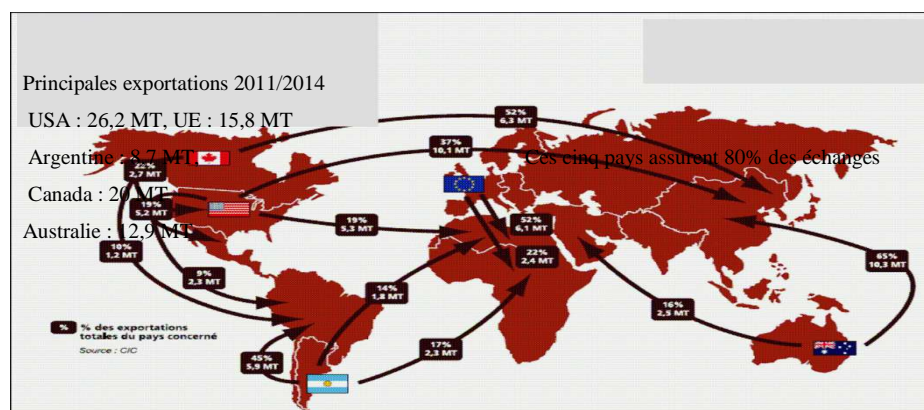 Principales exportations 2011/2014
USA : 26,2 MT, UE : 15,8 MT
Argentine : 8,7 MT
Ces cinq pays assurent 80% des échanges
Canada : 20 MT
Australie : 12,9 MT
52%
6,3 MT
37%
10,1 MT
22%
2,7 MT
19%
5,2 MT
19%
5,3 MT
52%
6,1 MT
22%
2,4 MT
10%
1,2 MT
9%
2,3 MT
14%
1,8 MT
17%
2,3 MT
16%
2,5 MT
65%
10,3 MT
45%
5,9 MT
% % des exportations
totales du pays concerné
Source : CIC